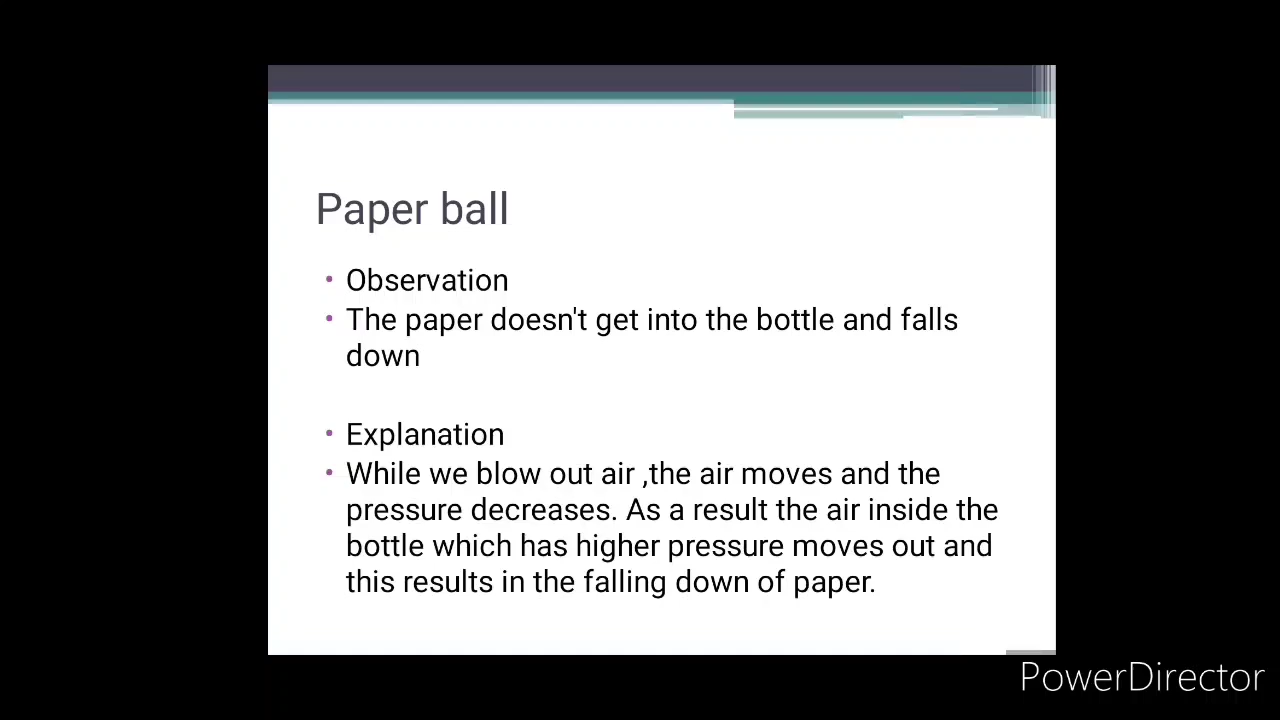 Paper ball
• Observation
• The paper doesn't get into the bottle and falls
down
• Explanation
• While we blow out air ,the air moves and the
pressure decreases. As a result the air inside the
bottle which has higher pressure moves out and
this results in the falling down of paper.
PowerDirector